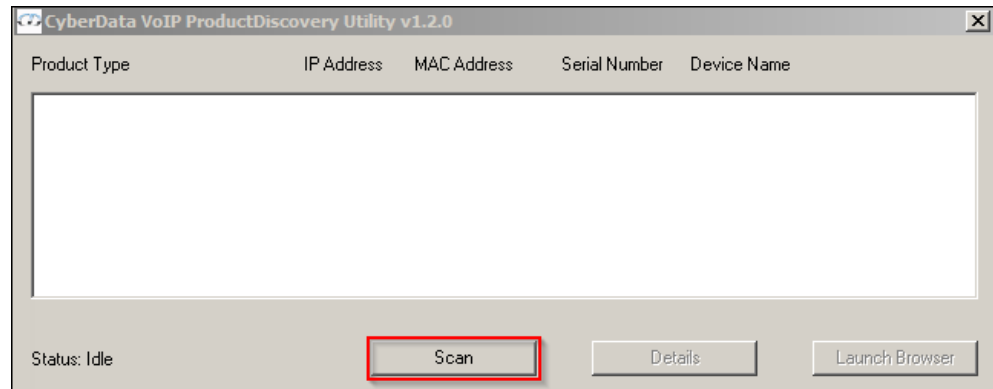 CyberData VoIP ProductDiscovery Utility v1.2.0
Product Type IP Address MAC Address Serial Number Device Name
Status: Idle Scan Details Launch Browser